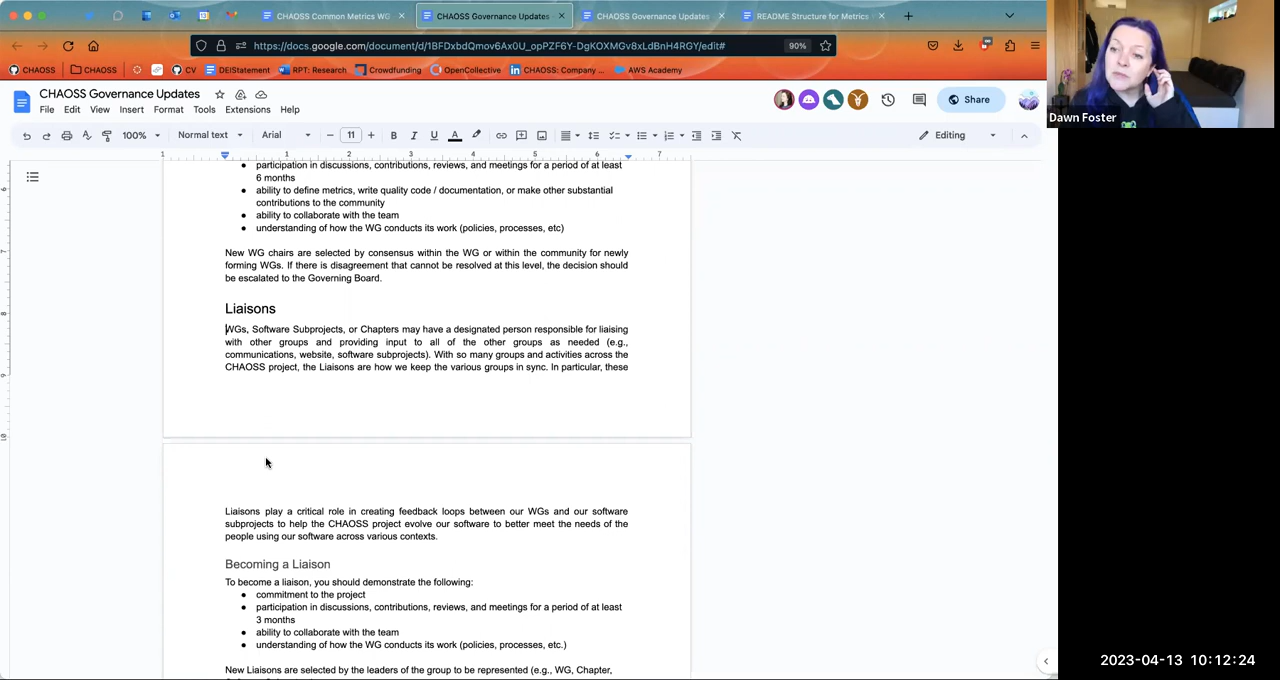 CHAOSS Common Metrics WG
CHAOSS Governance Updates
CHAOSS Governance Updates
README Structure for Metrics
https://docs.google.com/document/d/1BFDxbdQmov6Ax0U_opPZF6Y-DgKOXMGv8xLdBnH4RGY/edit#
90%
CHAOSS
CHAOSS
CV
DEIStatement
RPT: Research
Crowdfunding
OpenCollective
CHAOSS: Company ...
AWS Academy
CHAOSS Governance Updates
File Edit View Insert Format Tools Extensions Help
Share
100%
Normal text
Arial
11
Editing
1 1 2 3 4 5 6 7
participation in discussions, contributions, reviews, and meetings for a period of at least
6 months
ability to define metrics, write quality code / documentation, or make other substantial
contributions to the community
ability to collaborate with the team
understanding of how the WG conducts its work (policies, processes, etc)
New WG chairs are selected by consensus within the WG or within the community for newly
forming WGs. If there is disagreement that cannot be resolved at this level, the decision should
be escalated to the Governing Board.
Liaisons
WGs, Software Subprojects, or Chapters may have a designated person responsible for liaising
with other groups and providing input to all of the other groups as needed (e.g.,
communications, website, software subprojects). With so many groups and activities across the
CHAOSS project, the Liaisons are how we keep the various groups in sync. In particular, these
Liaisons play a critical role in creating feedback loops between our WGs and our software
subprojects to help the CHAOSS project evolve our software to better meet the needs of the
people using our software across various contexts.
Becoming a Liaison
To become a liaison, you should demonstrate the following:
commitment to the project
participation in discussions, contributions, reviews, and meetings for a period of at least
3 months
ability to collaborate with the team
understanding of how the WG conducts its work (policies, processes, etc.)
New Liaisons are selected by the leaders of the group to be represented (e.g., WG, Chapter,
Dawn Foster
2023-04-13 10:12:24